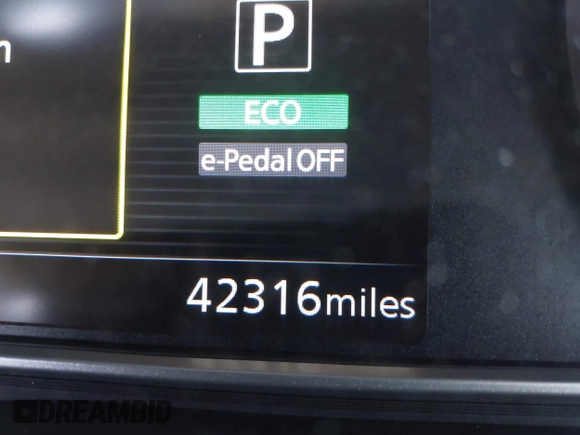 n
P
ECO
e-Pedal OFF
42316miles
DREAMBID